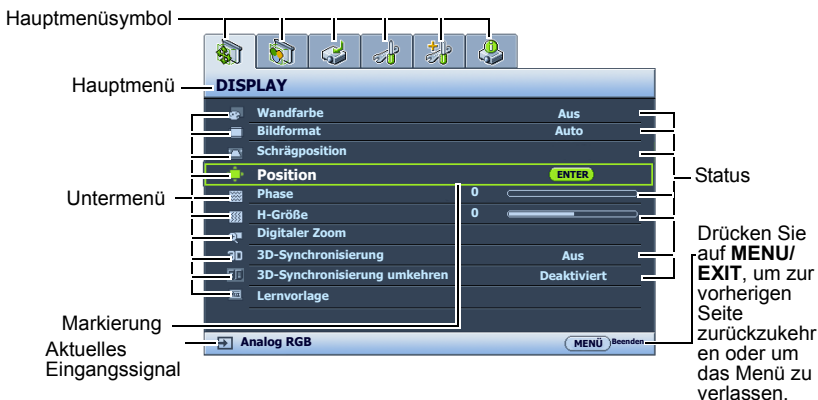 Hauptmenüsymbol
Hauptmenü
DISPLAY
Wandfarbe Aus
Bildformat Auto
Schrägposition
Position ENTER
Phase 0
H-Größe 0
Digitaler Zoom
3D
3D-Synchronisierung Aus
3D-Synchronisierung umkehren Deaktiviert
Lernvorlage
Untermenü
Status
Markierung
Aktuelles
Eingangssignal
Analog RGB
MENÜ Beenden
Drücken Sie
auf MENU/
EXIT, um zur
vorherigen
Seite
zurückzukehr
en oder um
das Menü zu
verlassen.